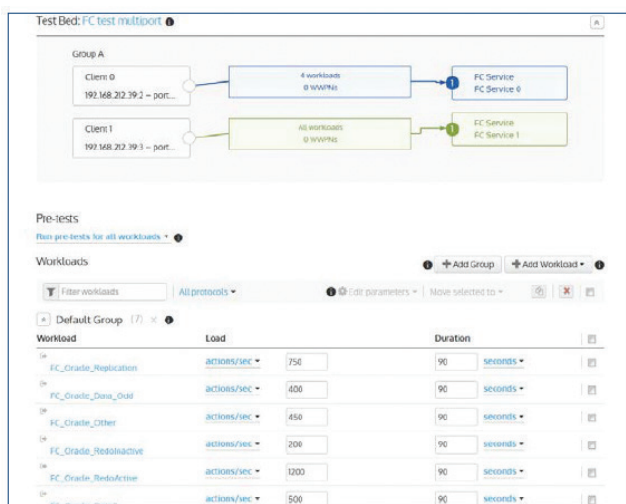 Test Bed: FC test multiport
Group A
Client 0
192.168.212.39:2 – port...
4 workloads
0 WWPNs
1
FC Service
FC Service 0
Client 1
192.168.212.39:3 – port...
All workloads
0 WWPNs
1
FC Service
FC Service 1
Pre-tests
Run pre-tests for all workloads
Workloads
+ Add Group
+ Add Workload
Filter workloads
All protocols
Edit parameters
Move selected to
Default Group (7)
Workload Load Duration
FC_Oracle_Replication actions/sec 750 90 seconds
FC_Oracle_Data_Odd actions/sec 400 90 seconds
FC_Oracle_Other actions/sec 450 90 seconds
FC_Oracle_RedoInactive actions/sec 200 90 seconds
FC_Oracle_RedoActive actions/sec 1200 90 seconds
actions/sec 500 90 seconds